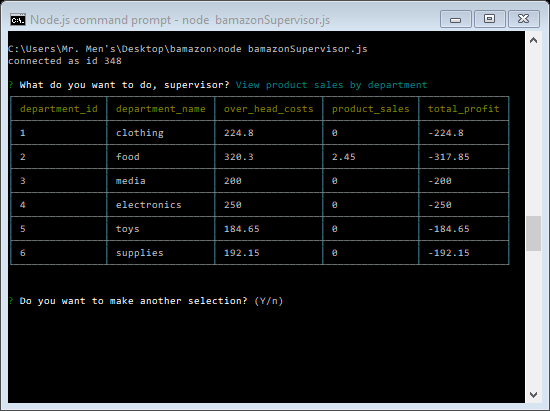 Node.js command prompt - node  bamazonSupervisor.js
C:\Users\Mr. Men's\Desktop\bamazon>node bamazonSupervisor.js
connected as id 348
? What do you want to do, supervisor? View product sales by department
department_id department_name over_head_costs product_sales total_profit
1 clothing 224.8 0 -224.8
2 food 320.3 2.45 -317.85
3 media 200 0 -200
4 electronics 250 0 -250
5 toys 184.65 0 -184.65
6 supplies 192.15 0 -192.15
? Do you want to make another selection? (Y/n)